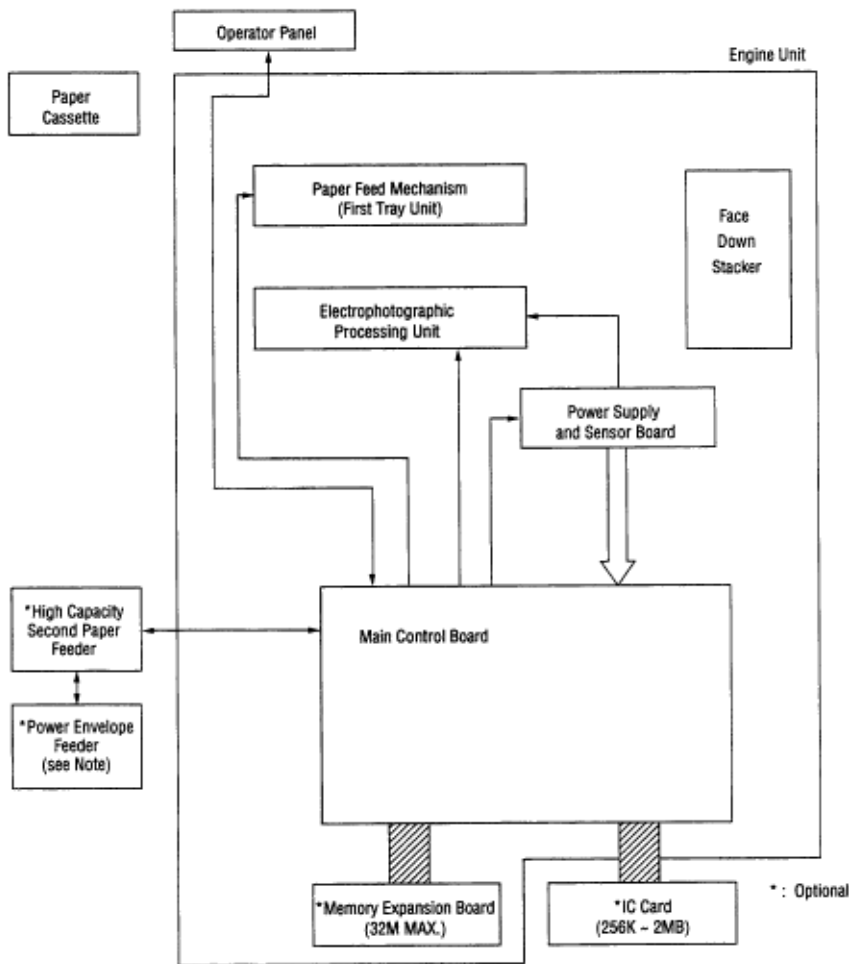 Operator Panel
Engine Unit
Paper
Cassette
Paper Feed Mechanism
(First Tray Unit)
Face
Down
Stacker
Electrophotographic
Processing Unit
Power Supply
and Sensor Board
*High Capacity
Second Paper
Feeder
Main Control Board
*Power Envelope
Feeder
(see Note)
*Memory Expansion Board
(32M MAX.)
*IC Card
(256K ~ 2MB)
* : Optional